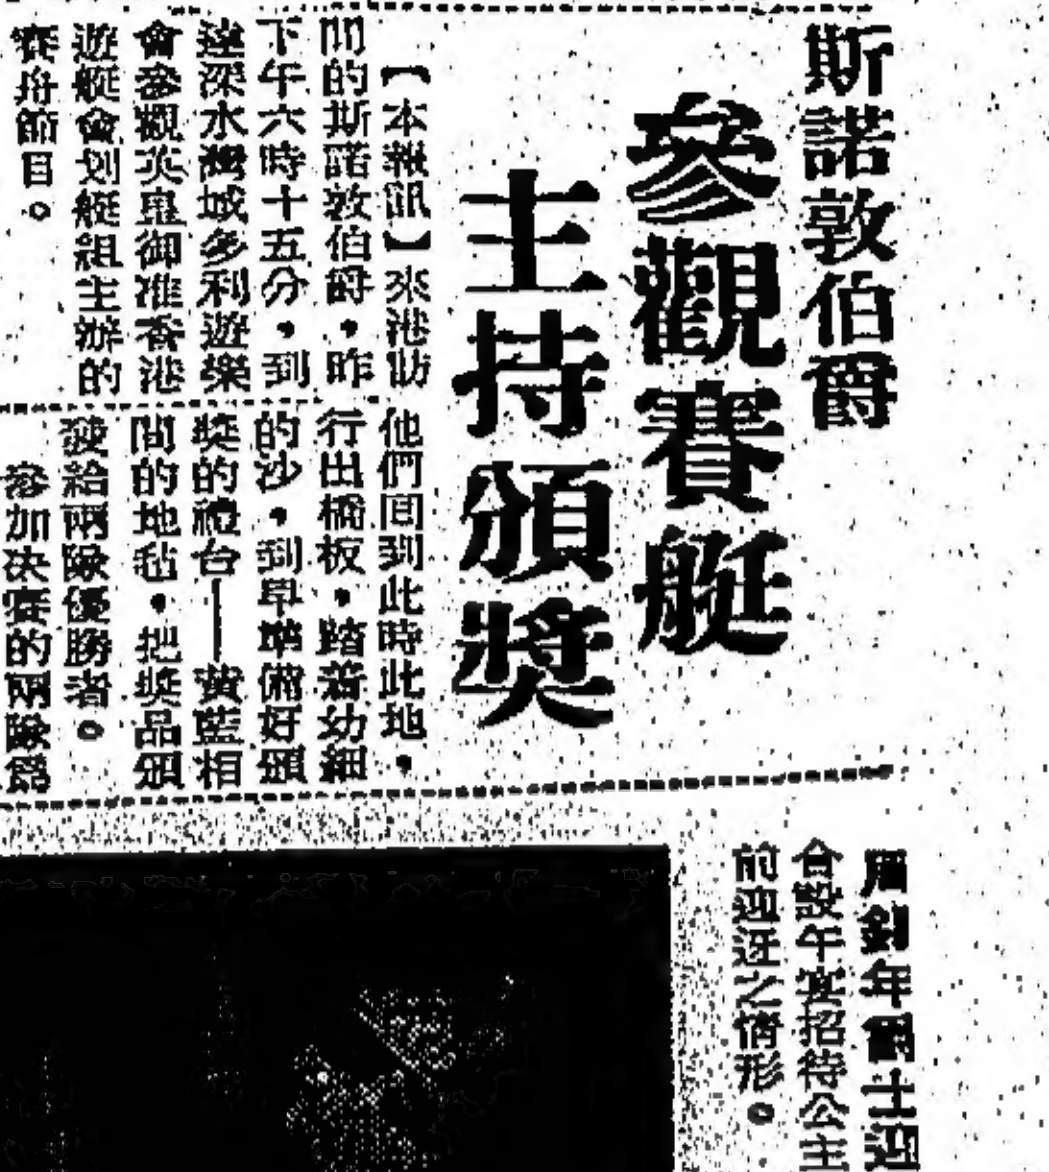 斯諾敦伯爵
參觀賽艇
主持頒獎
【本報訊】來港訪
問的斯諾敦伯爵，昨
下午六時十五分，到
達深水灣域多利遊樂
會參觀英皇御准香港
遊艇會划艇組主辦的
賽舟節目。
他們回到此時此地，
行出橋板，踏着幼細
的沙，到早準備好頒
獎的禮台——黃藍相
間的地毡，把獎品頒
發給兩隊優勝者。
參加決賽的兩隊爲
周錫年爵士迎
合設午宴招待公主
前迎迓之情形。